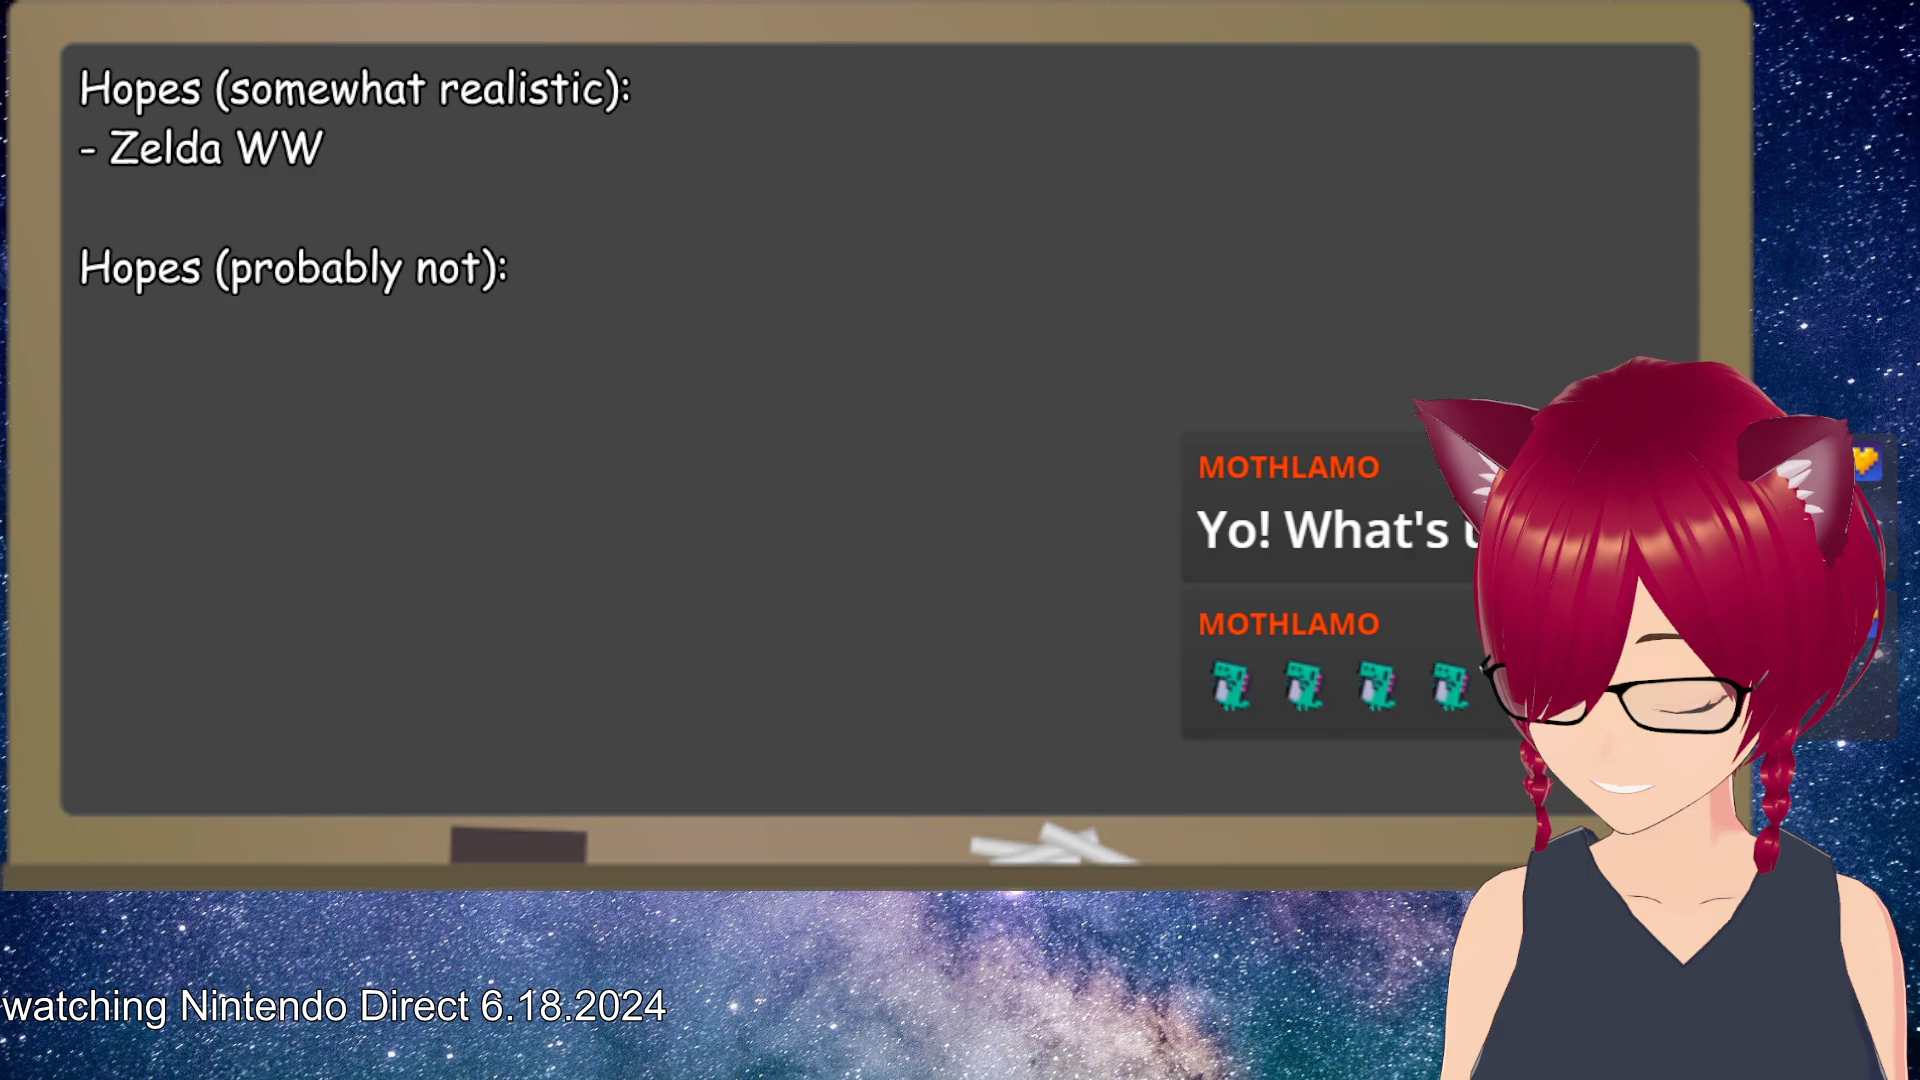 Hopes (somewhat realistic):
- Zelda WW
Hopes (probably not):
MOTHLAMO
Yo! What's
MOTHLAMO
watching Nintendo Direct 6.18.2024